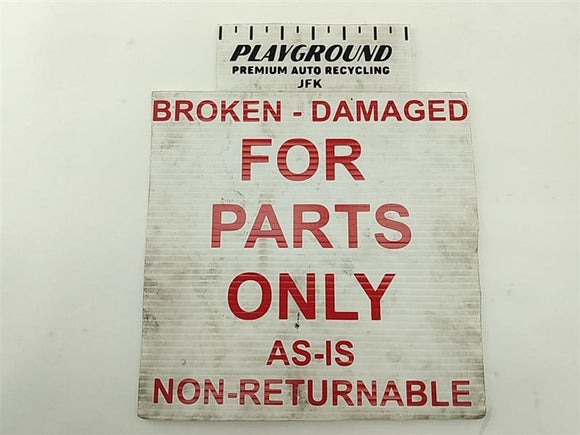 PLAYGROUND
PREMIUM AUTO RECYCLING
JFK
BROKEN - DAMAGED
FOR
PARTS
ONLY
AS-IS
NON-RETURNABLE